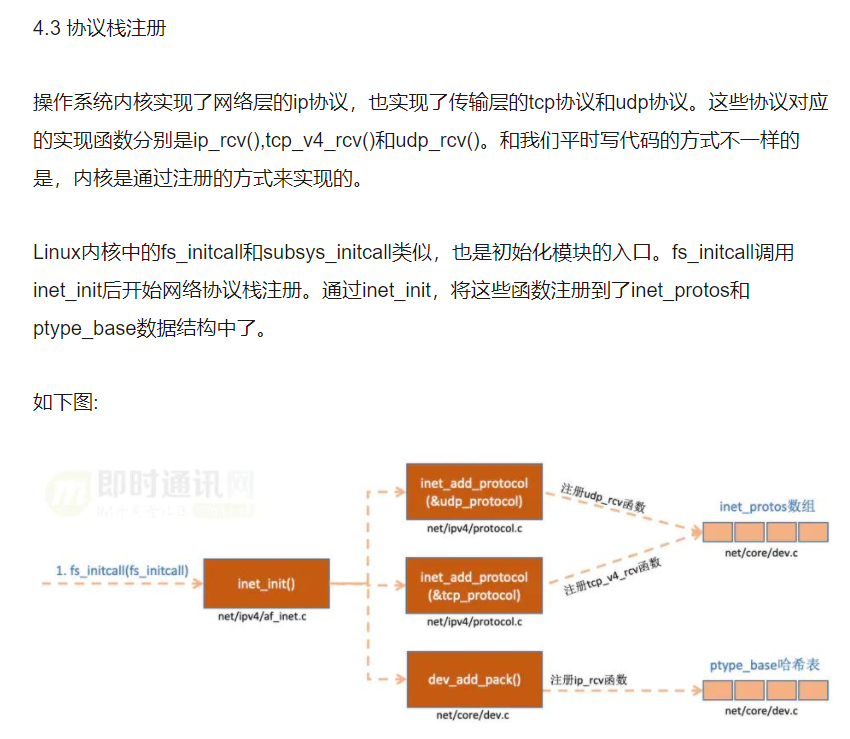 4.3 协议栈注册
操作系统内核实现了网络层的ip协议，也实现了传输层的tcp协议和udp协议。这些协议对应
的实现函数分别是ip_rcv(),tcp_v4_rcv()和udp_rcv()。和我们平时写代码的方式不一样的
是，内核是通过注册的方式来实现的。
Linux内核中的fs_initcall和subsys_initcall类似，也是初始化模块的入口。fs_initcall调用
inet_init后开始网络协议栈注册。通过inet_init，将这些函数注册到了inet_protos和
ptype_base数据结构中了。
如下图:
即时通讯网
inet_add_protocol
(&udp_protocol)
net/ipv4/protocol.c
注册udp_rcv函数
inet_protos数组
net/core/dev.c
1. fs_initcall(fs_initcall)
inet_init()
net/ipv4/af_inet.c
inet_add_protocol
(&tcp_protocol)
net/ipv4/protocol.c
注册tcp_v4_rcv函数
dev_add_pack()
net/core/dev.c
注册ip_rcv函数
ptype_base哈希表
net/core/dev.c